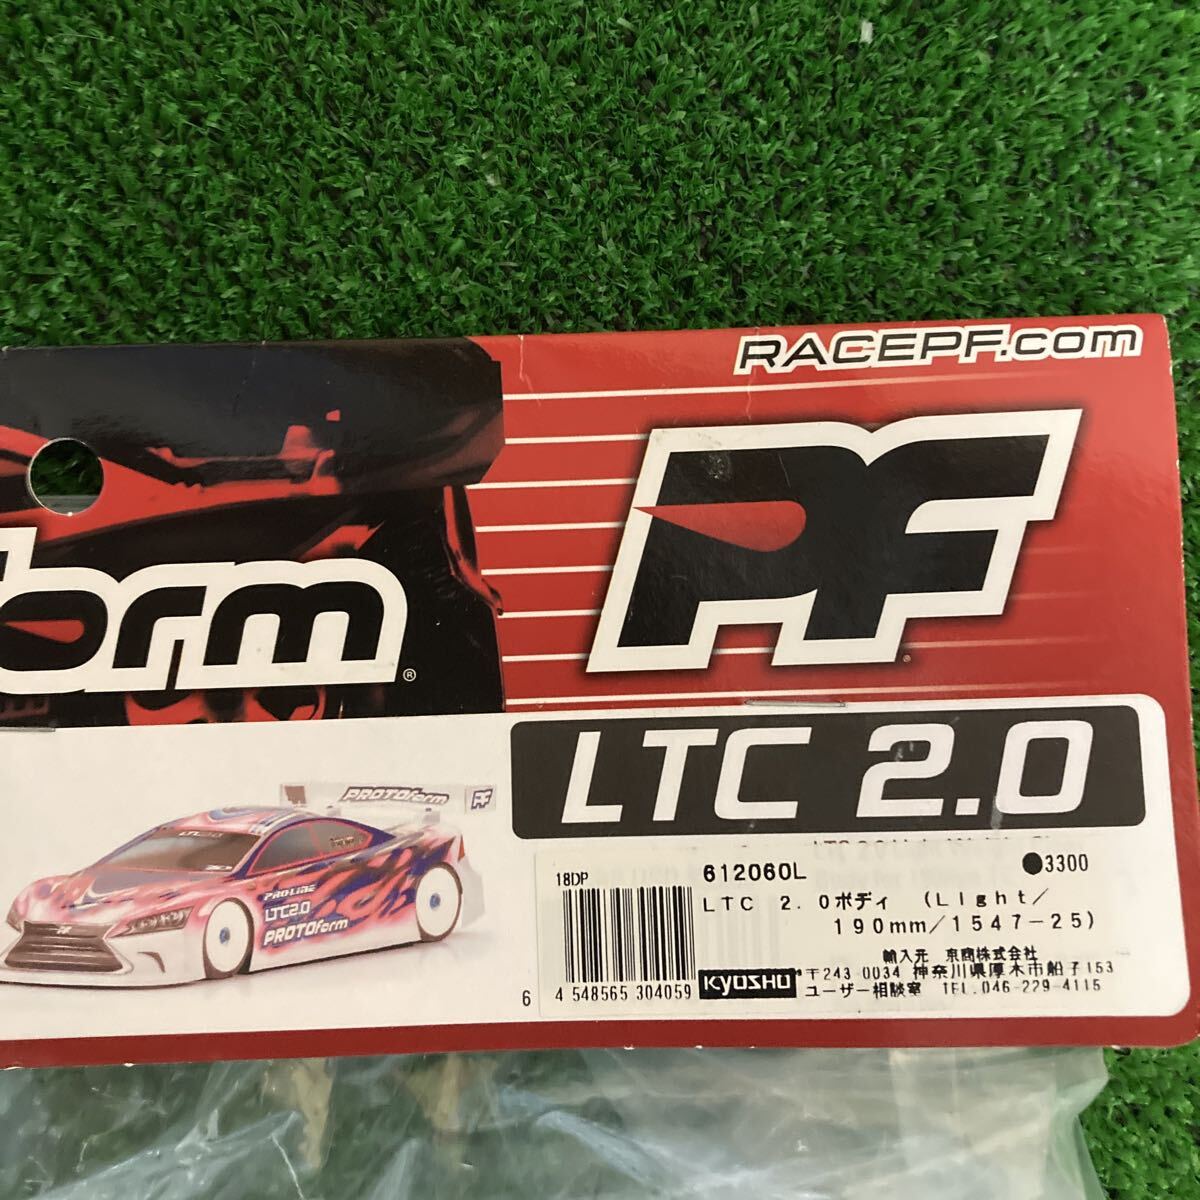 RACEPF.com
PF
form®
LTC 2.0
PROTOform PF
PRO-LINE
LTC2.0
PROTOform
18DP
612060L
●3300
LTC 2.0ボディ (Light/
190mm/1547-25)
輸入元 京商株式会社
KYOSHO
〒243-0034 神奈川県厚木市船子153
ユーザー相談室 TEL.046-229-4115
6
4 548565 304059